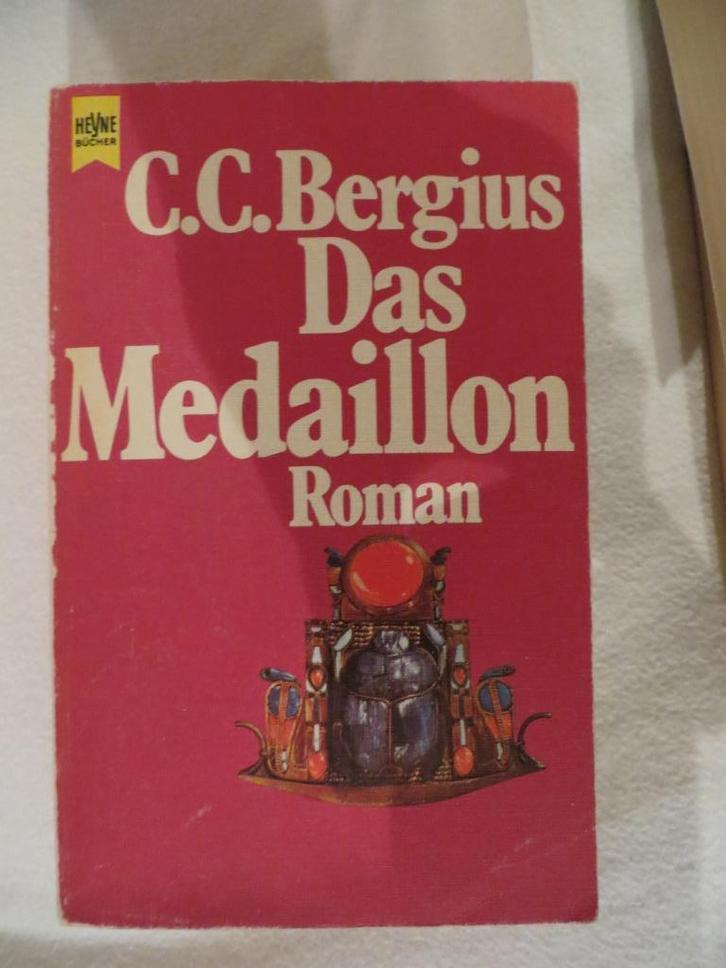 HEYNE
BÜCHER
C.C.Bergius
Das
Medaillon
Roman